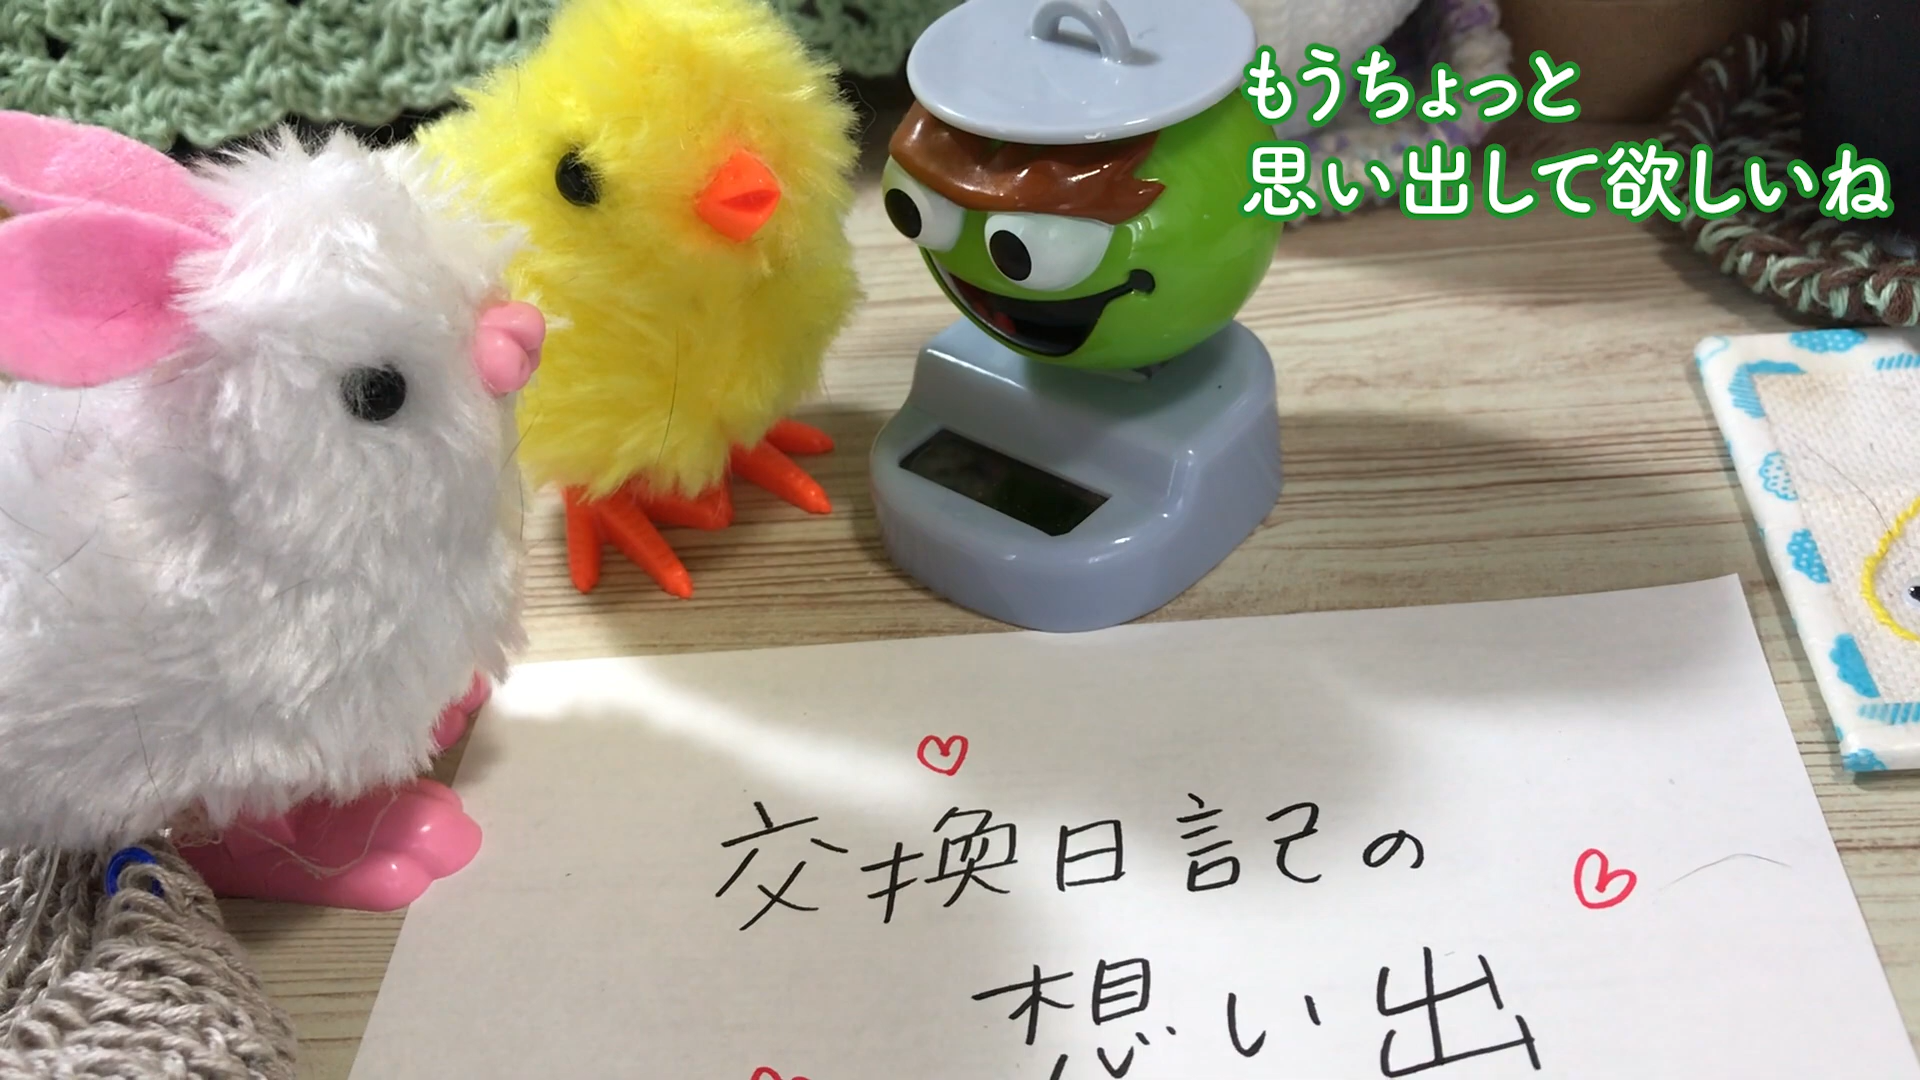 もうちょっと
思い出して欲しいね
交換日記の
想い出